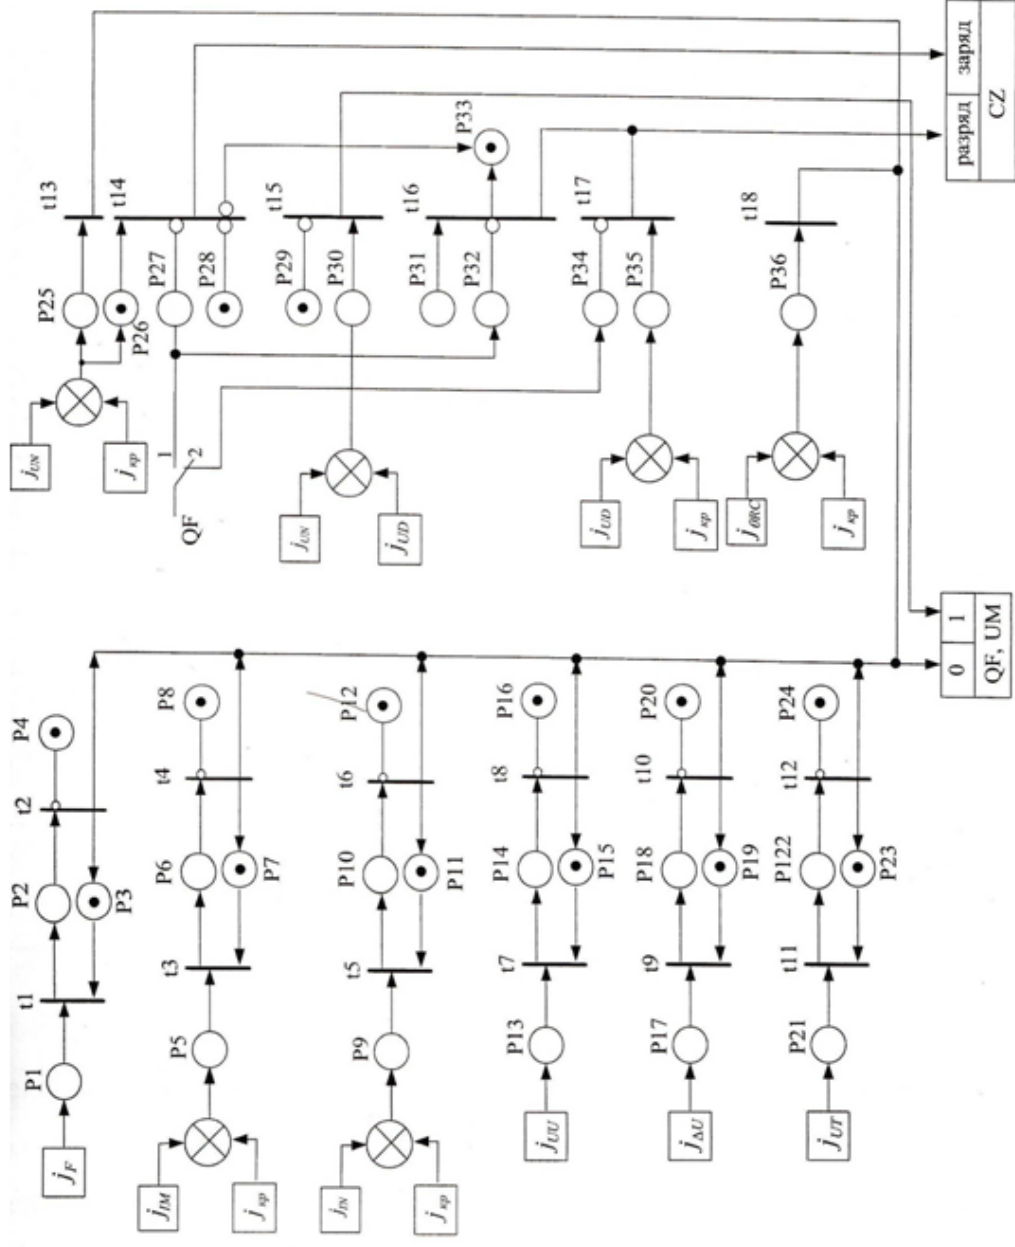 j_F
P1
t1
P2
P3
t2
P4
j_IM
j_кр
P5
t3
P6
P7
t4
P8
j_IN
j_кр
P9
t5
P10
P11
t6
P12
j_UU
P13
t7
P14
P15
t8
P16
j_ΔU
P17
t9
P18
P19
t10
P20
j_UT
P21
t11
P122
P23
t12
P24
0 1
QF, UM
j_UN
j_кр
P25
P26
t13
QF
1
2
P27
P28
t14
j_UN
j_UD
P29
P30
t15
P31
P32
t16
P33
j_UD
j_кр
P34
P35
t17
j_θRC
j_кр
P36
t18
разряд заряд
CZ